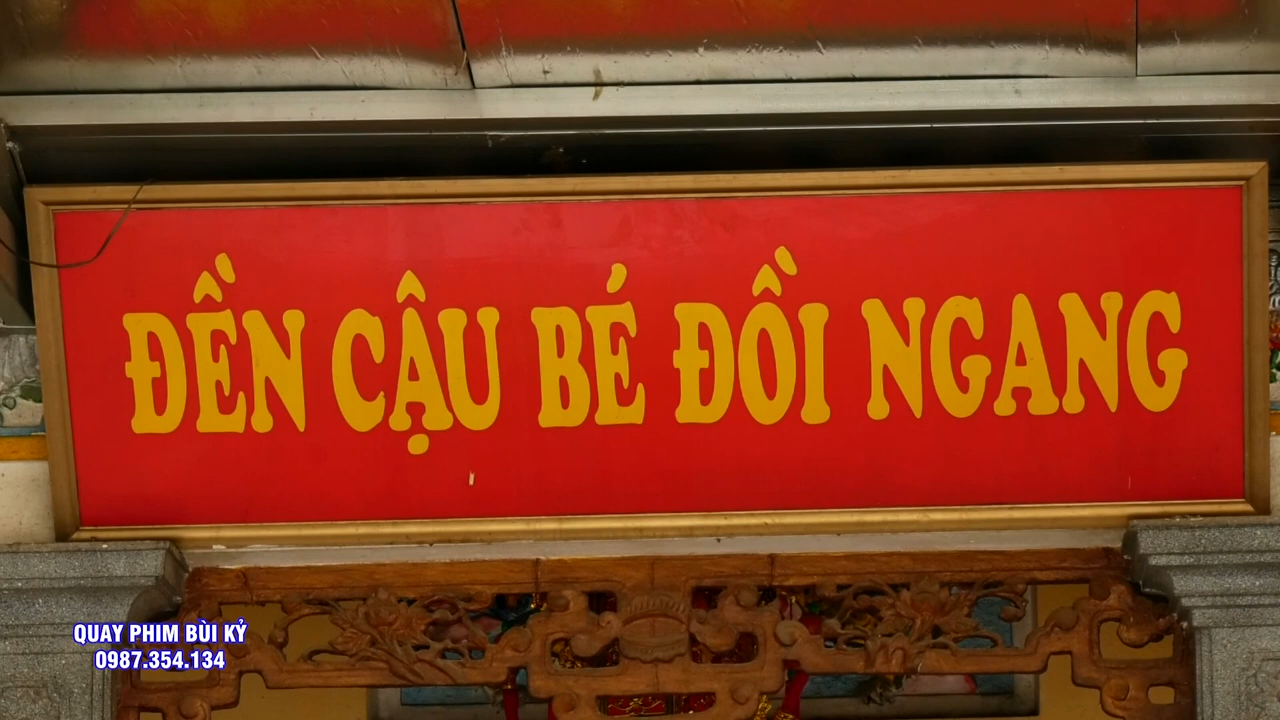 ĐỀN CẬU BÉ ĐỒI NGANG
QUAY PHIM BÙI KỶ
0987.354.134